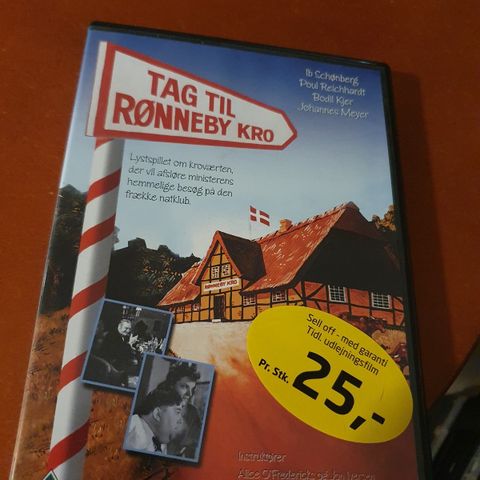 Ib Schønberg
Poul Reichhardt
Bodil Kjer
Johannes Meyer
TAG TIL
RØNNEBY KRO
Lystspillet om kroværten,
der vil afsløre ministerens
hemmelige besøg på den
frække natklub.
RØNNEBY KRO
Sell off - med garanti
Tidl. udlejningsfilm
Pr. Stk. 25,-
Instruktører
Alice O'Fredericks og Jon Iversen